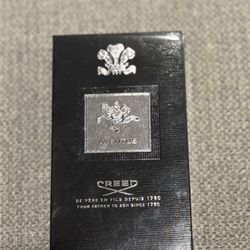 AVENTUS
CREED
DE PÈRE EN FILS DEPUIS 1760
FROM FATHER TO SON SINCE 1760